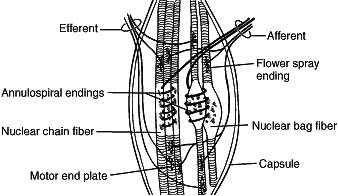 Efferent
Afferent
Flower spray
ending
Annulospiral endings
Nuclear chain fiber
Nuclear bag fiber
Motor end plate
Capsule